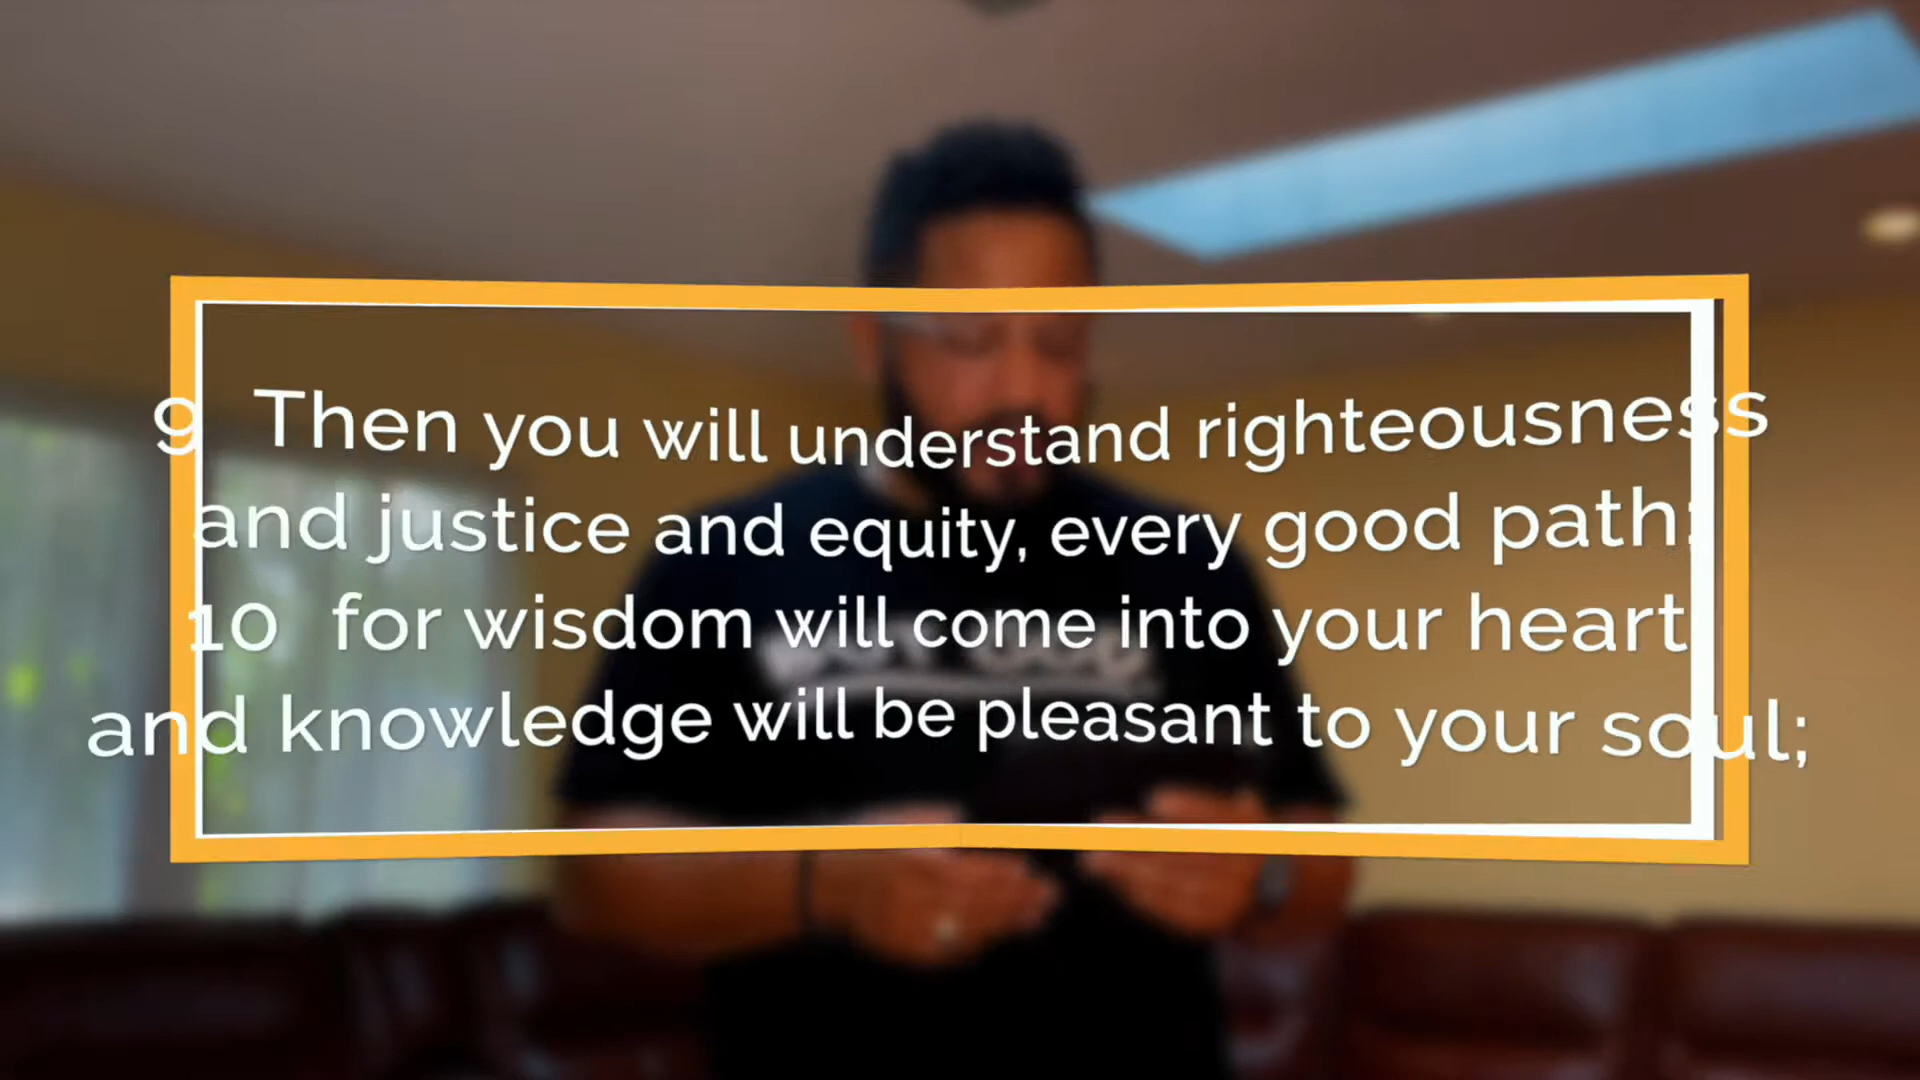 9 Then you will understand righteousness
and justice and equity, every good path;
10 for wisdom will come into your heart
and knowledge will be pleasant to your soul;